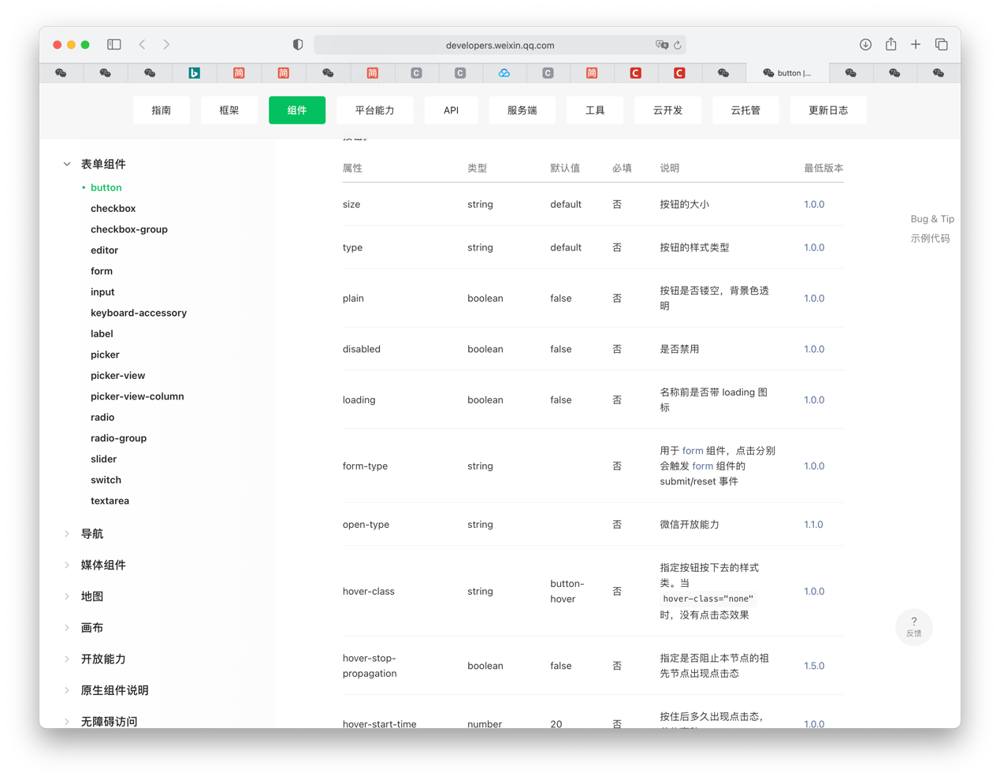 developers.weixin.qq.com
button |...
指南 框架 组件 平台能力 API 服务端 工具 云开发 云托管 更新日志
表单组件
button
checkbox
checkbox-group
editor
form
input
keyboard-accessory
label
picker
picker-view
picker-view-column
radio
radio-group
slider
switch
textarea
导航
媒体组件
地图
画布
开放能力
原生组件说明
无障碍访问
属性 类型 默认值 必填 说明 最低版本
size string default 否 按钮的大小 1.0.0
type string default 否 按钮的样式类型 1.0.0
plain boolean false 否 按钮是否镂空，背景色透
明 1.0.0
disabled boolean false 否 是否禁用 1.0.0
loading boolean false 否 名称前是否带 loading 图
标 1.0.0
form-type string 否 用于 form 组件，点击分别
会触发 form 组件的
submit/reset 事件 1.0.0
open-type string 否 微信开放能力 1.1.0
hover-class string button-
hover 否 指定按钮按下去的样式
类。当
hover-class="none"
时，没有点击态效果 1.0.0
hover-stop-
propagation boolean false 否 指定是否阻止本节点的祖
先节点出现点击态 1.5.0
hover-start-time number 20 否 按住后多久出现点击态， 1.0.0
Bug & Tip
示例代码
?
反馈